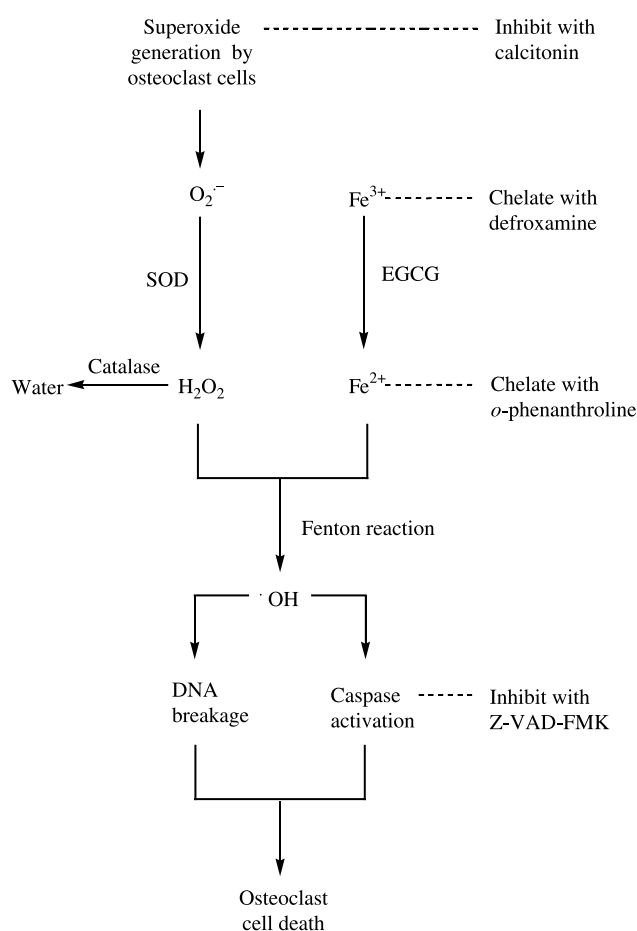 Superoxide
generation by
osteoclast cells
Inhibit with
calcitonin
O₂·⁻
Fe³⁺
Chelate with
defroxamine
SOD
EGCG
Catalase
Water
H₂O₂
Fe²⁺
Chelate with
o-phenanthroline
Fenton reaction
·OH
DNA
breakage
Caspase
activation
Inhibit with
Z-VAD-FMK
Osteoclast
cell death